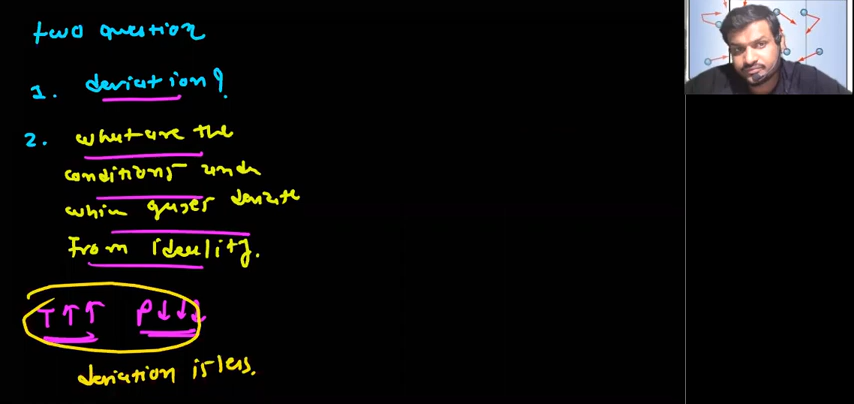 two question
1. deviation?
2. what are the
conditions under
which gases deviate
From Ideality.
T↑↑↑ P↓↓↓
deviation is less.